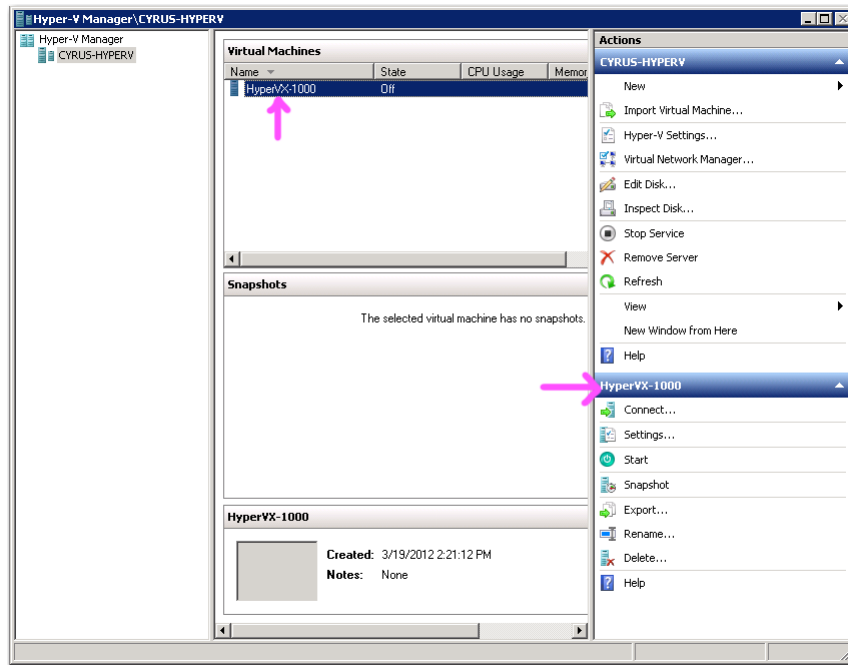 Hyper-V Manager\CYRUS-HYPERV
Hyper-V Manager
CYRUS-HYPERV
Virtual Machines
Name State CPU Usage Memor
HyperVX-1000 Off
Snapshots
The selected virtual machine has no snapshots.
HyperVX-1000
Created: 3/19/2012 2:21:12 PM
Notes: None
Actions
CYRUS-HYPERV
New
Import Virtual Machine...
Hyper-V Settings...
Virtual Network Manager...
Edit Disk...
Inspect Disk...
Stop Service
Remove Server
Refresh
View
New Window from Here
Help
HyperVX-1000
Connect...
Settings...
Start
Snapshot
Export...
Rename...
Delete...
Help